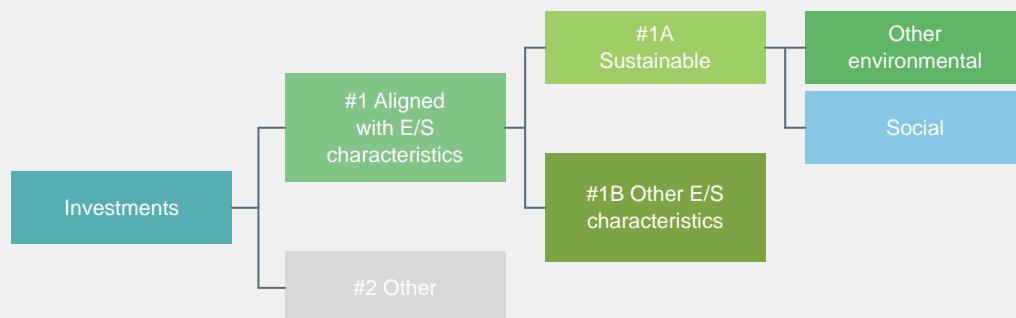 Investments
#1 Aligned
with E/S
characteristics
#2 Other
#1A
Sustainable
#1B Other E/S
characteristics
Other
environmental
Social